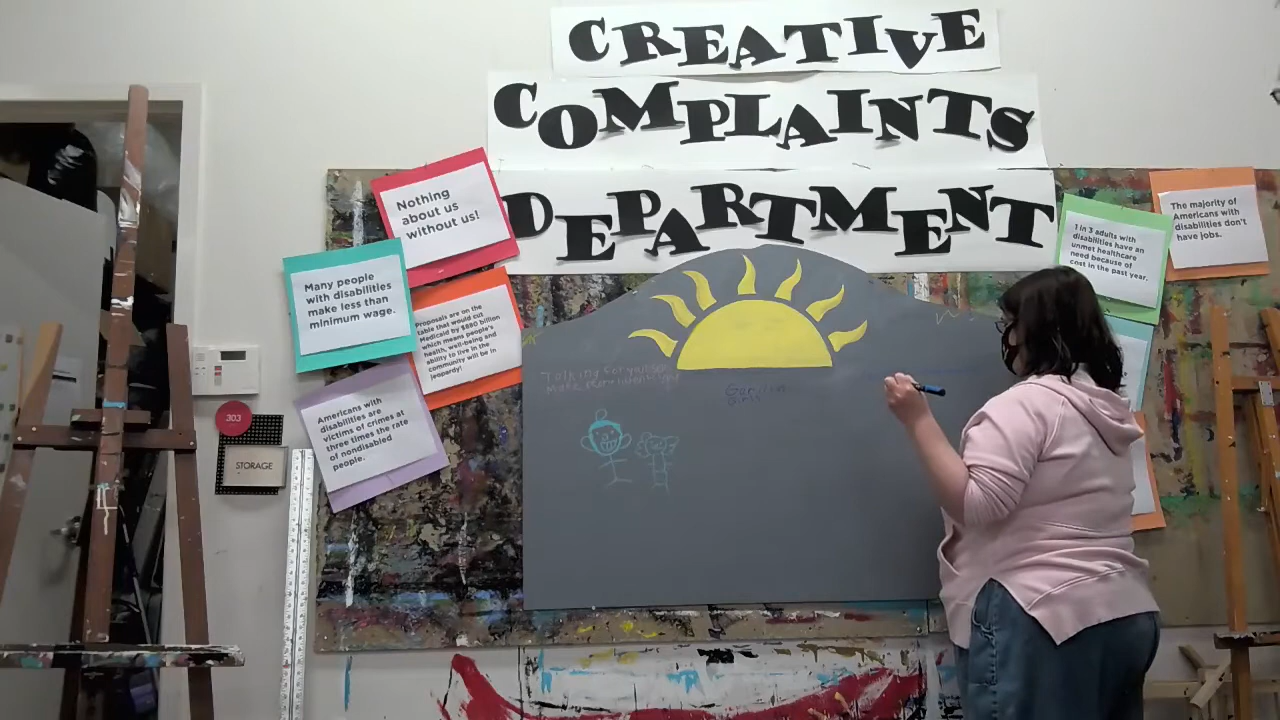 CREATIVE
COMPLAINTS
DEPARTMENT
Nothing
about us
without us!
Many people
with disabilities
make less than
minimum wage.
Proposals are on the
table that would cut
Medicaid by $880 billion
which means people's
health, well-being and
ability to live in the
community will be in
jeopardy!
Americans with
disabilities are
victims of crimes at
three times the rate
of nondisabled
people.
303
STORAGE
Talking for
1 in 3 adults with
disabilities have an
unmet healthcare
need because of
cost in the past year.
The majority of
Americans with
disabilities don't
have jobs.